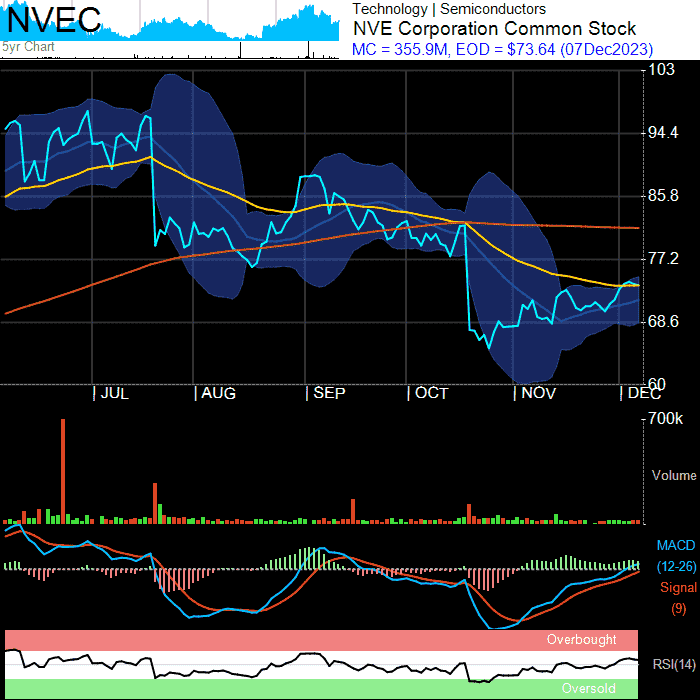 NVEC
5yr Chart
Technology | Semiconductors
NVE Corporation Common Stock
MC = 355.9M, EOD = $73.64 (07Dec2023)
103
94.4
85.8
77.2
68.6
60
JUL AUG SEP OCT NOV DEC
700k
Volume
MACD
(12-26)
Signal
(9)
Overbought
RSI(14)
Oversold